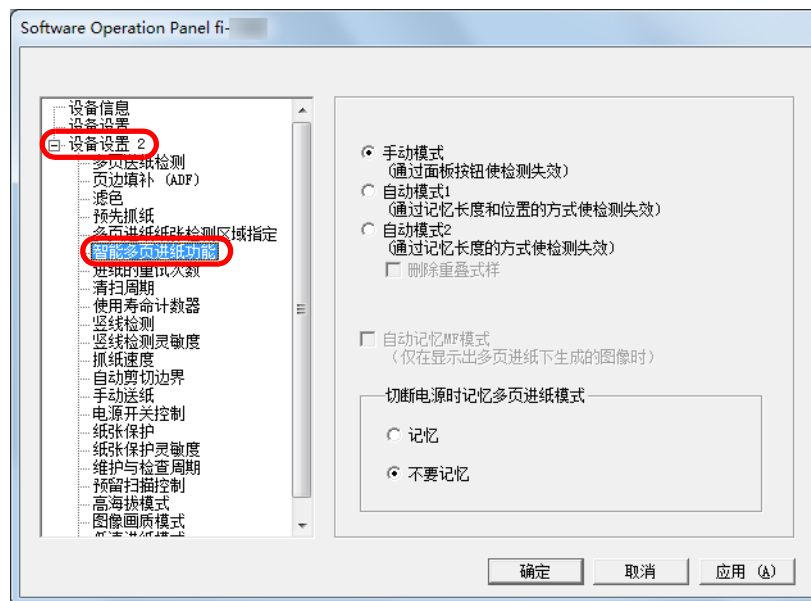 Software Operation Panel fi-
设备信息
设备设置
设备设置 2
多页送纸检测
页边填补 (ADF)
滤色
预先抓纸
多页进纸纸张检测区域指定
智能多页进纸功能
进纸的重试次数
清扫周期
使用寿命计数器
竖线检测
竖线检测灵敏度
抓纸速度
自动剪切边界
手动送纸
电源开关控制
纸张保护
纸张保护灵敏度
维护与检查周期
预留扫描控制
高海拔模式
图像画质模式
低速进纸模式
手动模式
(通过面板按钮使检测失效)
自动模式1
(通过记忆长度和位置的方式使检测失效)
自动模式2
(通过记忆长度的方式使检测失效)
删除重叠式样
自动记忆MF模式
(仅在显示出多页进纸下生成的图像时)
切断电源时记忆多页进纸模式
记忆
不要记忆
确定
取消
应用 (A)